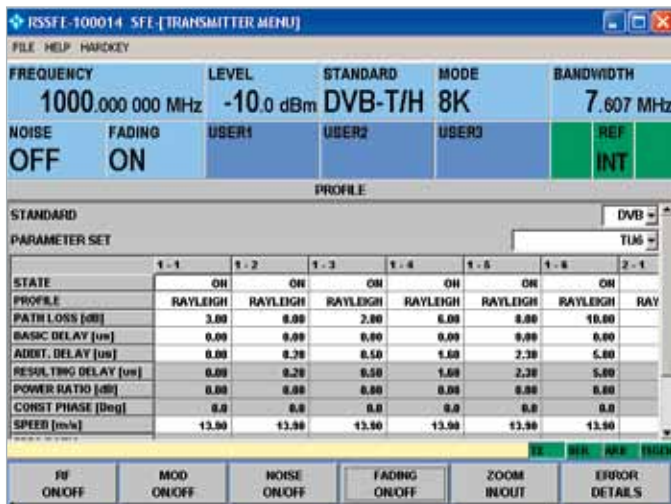 RSSFE-100014 SFE-[TRANSMITTER MENU]
FILE HELP HARDKEY
FREQUENCY LEVEL STANDARD MODE BANDWIDTH
1000.000 000 MHz -10.0 dBm DVB-T/H 8K 7.607 MHz
NOISE FADING USER1 USER2 USER3 REF
OFF ON INT
PROFILE
STANDARD DVB
PARAMETER SET TU6
1 - 1 1 - 2 1 - 3 1 - 4 1 - 5 1 - 6 2 - 1
STATE ON ON ON ON ON ON
PROFILE RAYLEIGH RAYLEIGH RAYLEIGH RAYLEIGH RAYLEIGH RAYLEIGH RAY
PATH LOSS [dB] 3.00 0.00 2.00 6.00 8.00 10.00
BASIC DELAY [us] 0.00 0.00 0.00 0.00 0.00 0.00
ADDIT. DELAY [us] 0.00 0.20 0.50 1.60 2.30 5.00
RESULTING DELAY [us] 0.00 0.20 0.50 1.60 2.30 5.00
POWER RATIO [dB] 0.00 0.00 0.00 0.00 0.00 0.00
CONST PHASE [Deg] 0.0 0.0 0.0 0.0 0.0 0.0
SPEED [m/s] 13.90 13.90 13.90 13.90 13.90 13.90
ARB
RF MOD NOISE FADING ZOOM ERROR
ON/OFF ON/OFF ON/OFF ON/OFF IN/OUT DETAILS